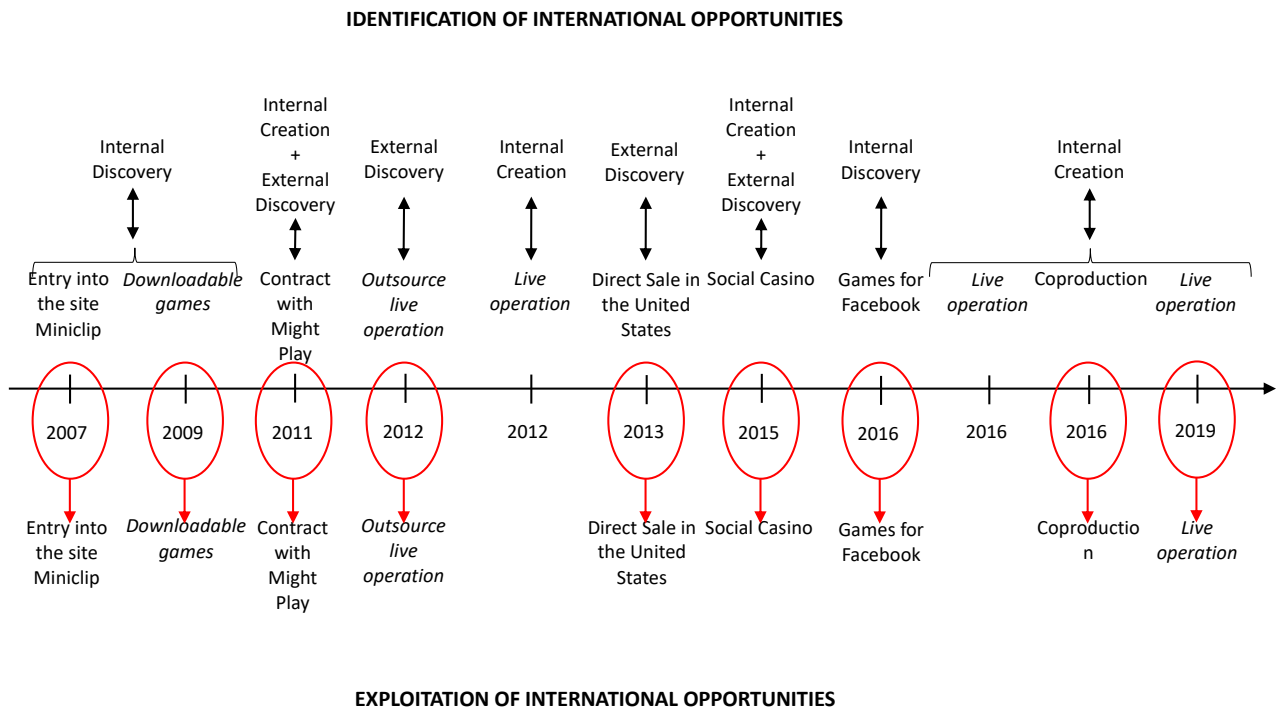 IDENTIFICATION OF INTERNATIONAL OPPORTUNITIES
Internal
Discovery
Internal
Creation
+
External
Discovery
External
Discovery
Internal
Creation
External
Discovery
Internal
Creation
+
External
Discovery
Internal
Discovery
Internal
Creation
Entry into
the site
Miniclip
Downloadable
games
Contract
with
Might
Play
Outsource
live
operation
Live
operation
Direct Sale in
the United
States
Social Casino
Games for
Facebook
Live
operation
Coproduction
Live
operation
2007
2009
2011
2012
2012
2013
2015
2016
2016
2016
2019
Entry into
the site
Miniclip
Downloadable
games
Contract
with
Might
Play
Outsource
live
operation
Direct Sale in
the United
States
Social Casino
Games for
Facebook
Coproductio
n
Live
operation
EXPLOITATION OF INTERNATIONAL OPPORTUNITIES